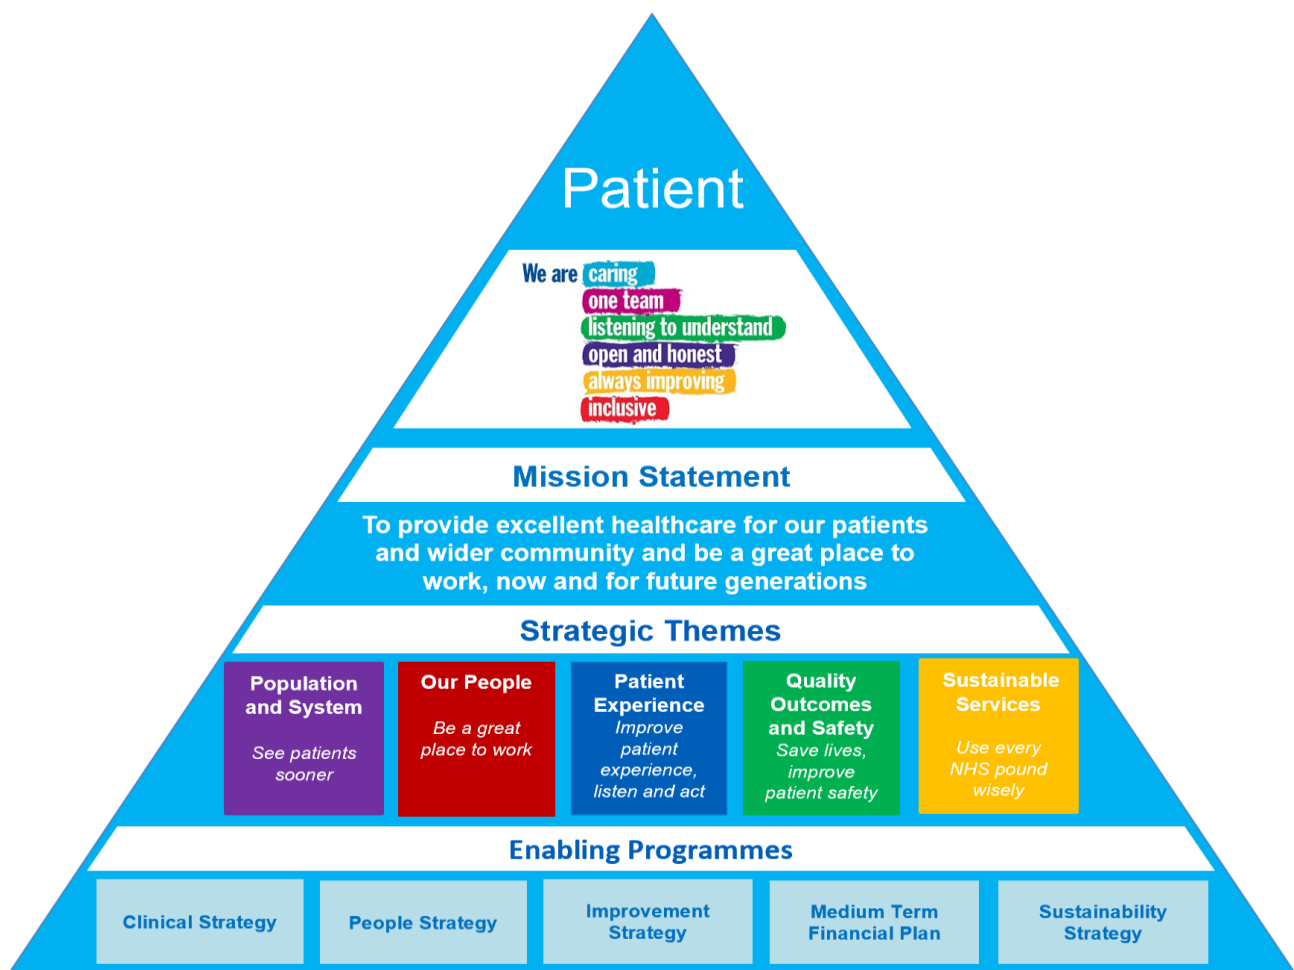 Patient
We are caring
one team
listening to understand
open and honest
always improving
inclusive
Mission Statement
To provide excellent healthcare for our patients
and wider community and be a great place to
work, now and for future generations
Strategic Themes
Population
and System
See patients
sooner
Our People
Be a great
place to work
Patient
Experience
Improve
patient
experience,
listen and act
Quality
Outcomes
and Safety
Save lives,
improve
patient safety
Sustainable
Services
Use every
NHS pound
wisely
Enabling Programmes
Clinical Strategy
People Strategy
Improvement
Strategy
Medium Term
Financial Plan
Sustainability
Strategy